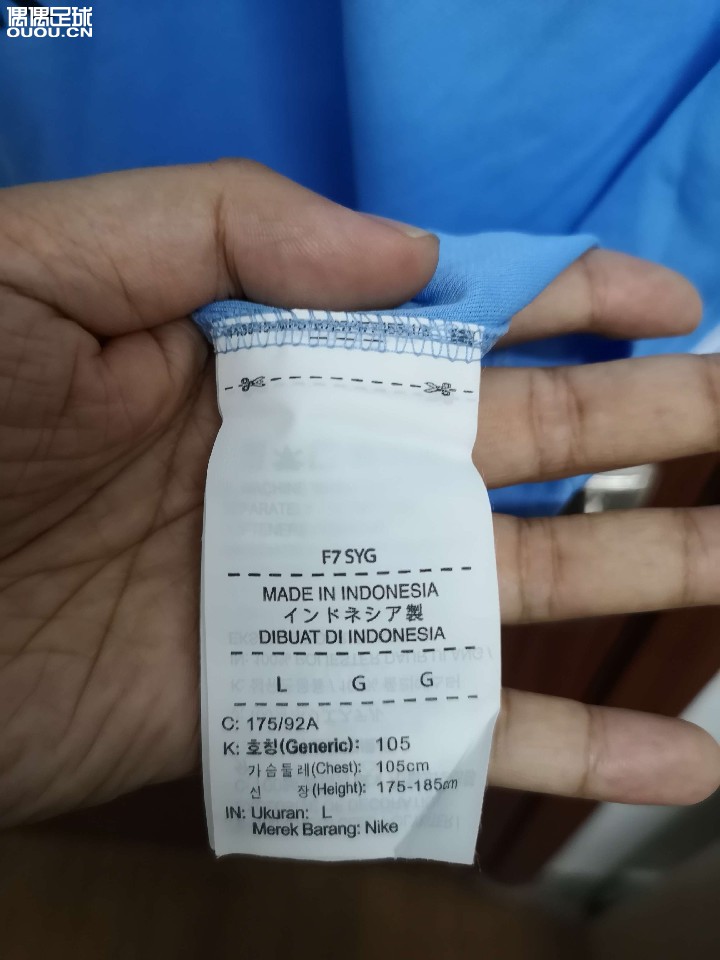 偶偶足球
OUOU.CN
F7 SYG
MADE IN INDONESIA
インドネシア製
DIBUAT DI INDONESIA
L G G
C: 175/92A
K: 호칭(Generic): 105
가슴둘레(Chest): 105cm
신 장(Height): 175-185cm
IN: Ukuran: L
Merek Barang: Nike